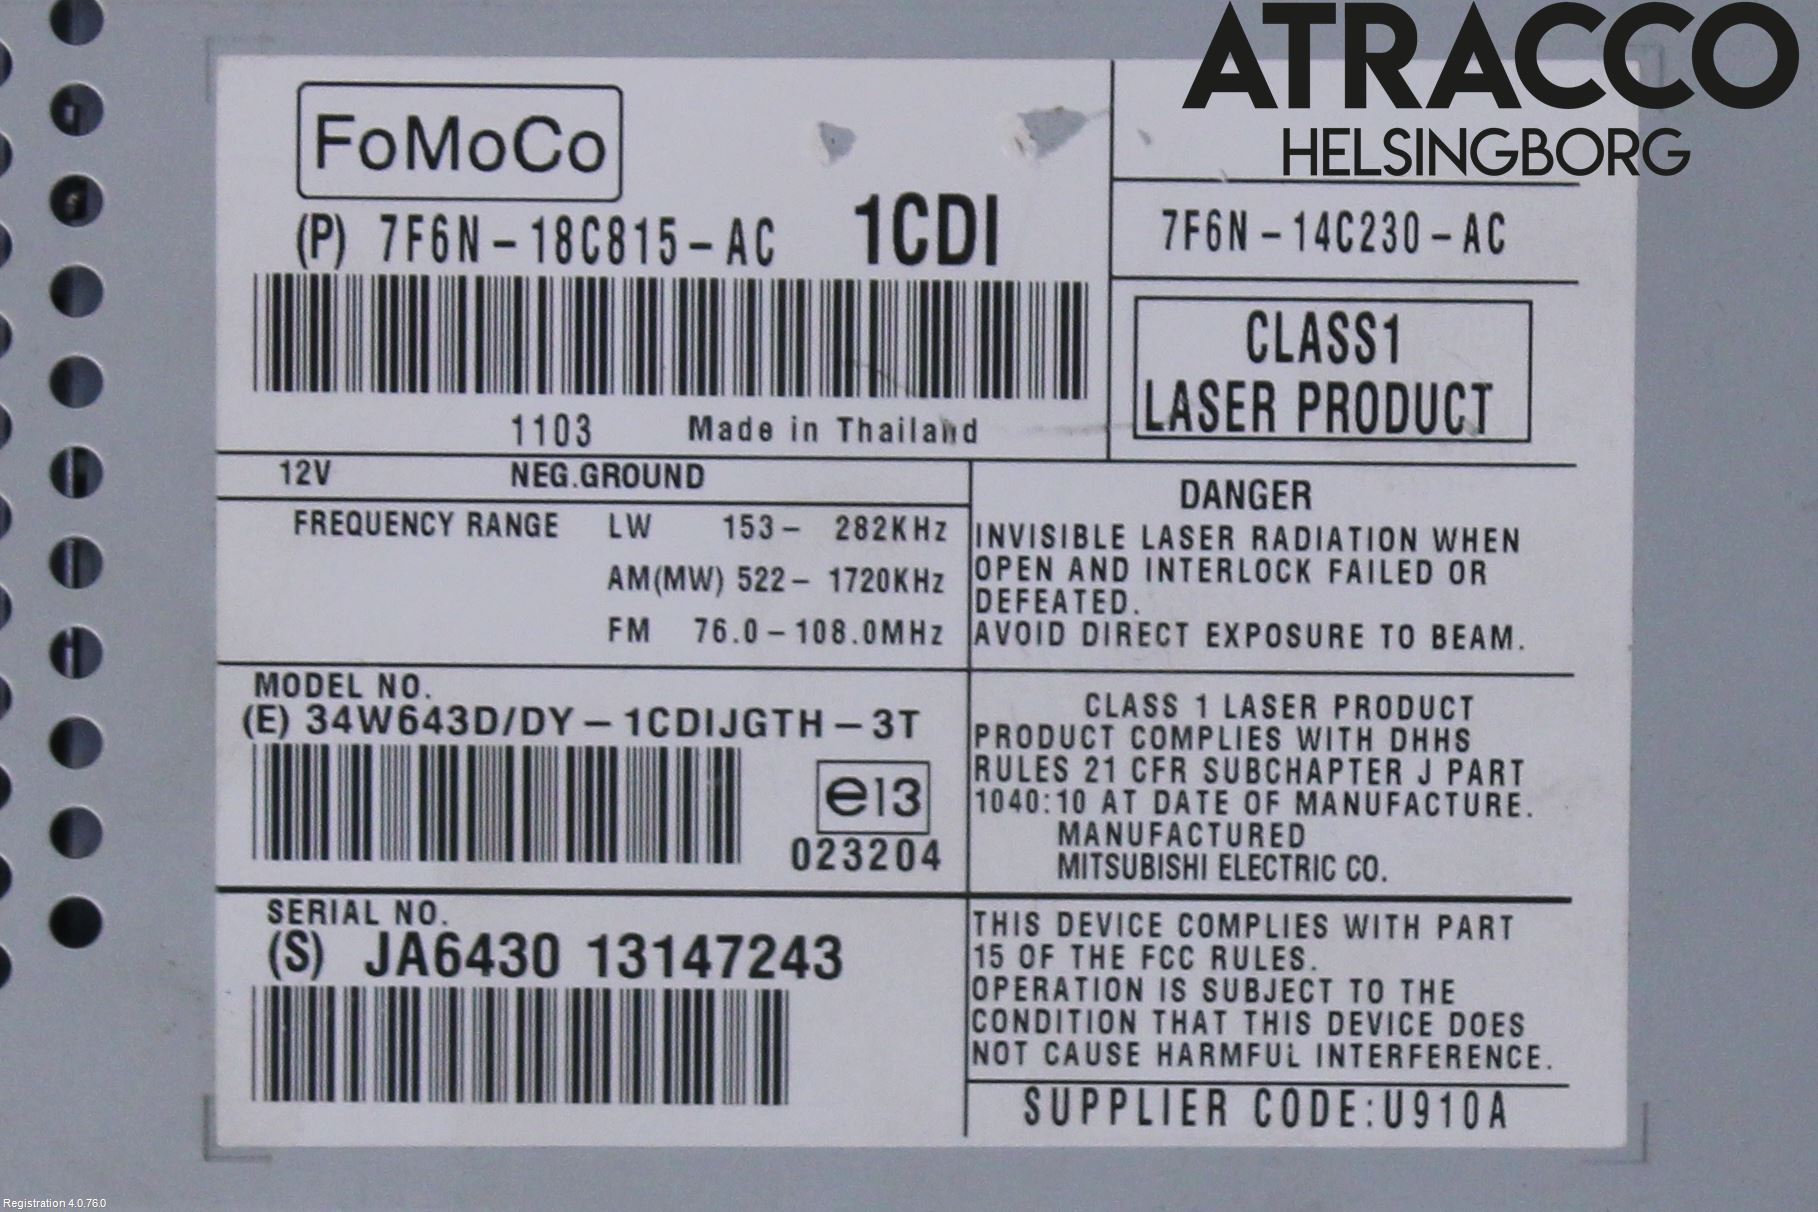 ATRACCO
HELSINGBORG
FoMoCo
(P) 7F6N-18C815-AC 1CDI
1103 Made in Thailand
7F6N-14C230-AC
CLASS1
LASER PRODUCT
12V NEG.GROUND
FREQUENCY RANGE LW 153- 282KHz
AM(MW) 522- 1720KHz
FM 76.0-108.0MHz
DANGER
INVISIBLE LASER RADIATION WHEN
OPEN AND INTERLOCK FAILED OR
DEFEATED.
AVOID DIRECT EXPOSURE TO BEAM.
MODEL NO.
(E) 34W643D/DY-1CDIJGTH-3T
e13
023204
CLASS 1 LASER PRODUCT
PRODUCT COMPLIES WITH DHHS
RULES 21 CFR SUBCHAPTER J PART
1040:10 AT DATE OF MANUFACTURE.
MANUFACTURED
MITSUBISHI ELECTRIC CO.
SERIAL NO.
(S) JA6430 13147243
THIS DEVICE COMPLIES WITH PART
15 OF THE FCC RULES.
OPERATION IS SUBJECT TO THE
CONDITION THAT THIS DEVICE DOES
NOT CAUSE HARMFUL INTERFERENCE.
SUPPLIER CODE:U910A
Registration 4.0.76.0